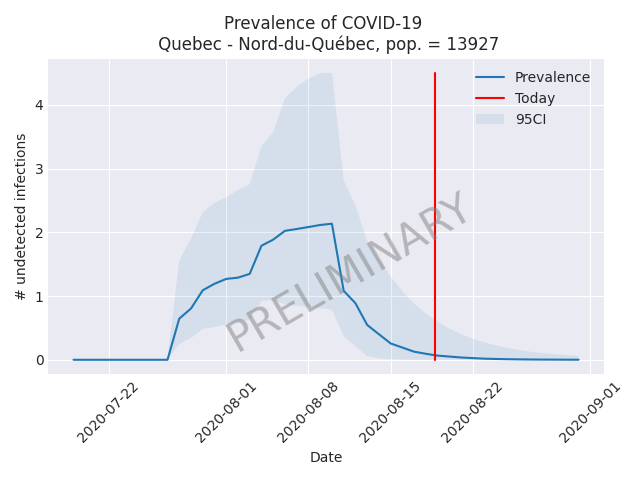 Prevalence of COVID-19
Quebec - Nord-du-Québec, pop. = 13927
Prevalence
Today
95CI
# undetected infections
4
3
2
1
0
PRELIMINARY
2020-07-22
2020-08-01
2020-08-08
2020-08-15
2020-08-22
2020-09-01
Date